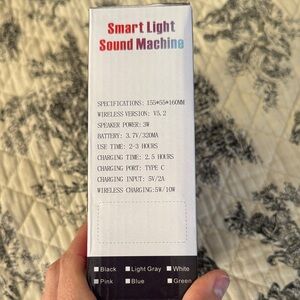 Smart Light
Sound Machine
SPECIFICATIONS: 155*55*160MM
WIRELESS VERSION: V5.2
SPEAKER POWER: 3W
BATTERY: 3.7V/320MA
USE TIME: 2-3 HOURS
CHARGING TIME: 2.5 HOURS
CHARGING PORT: TYPE C
CHARGING INPUT: 5V/2A
WIRELESS CHARGING:5W/10W
Black Light Gray White
Pink Blue Green